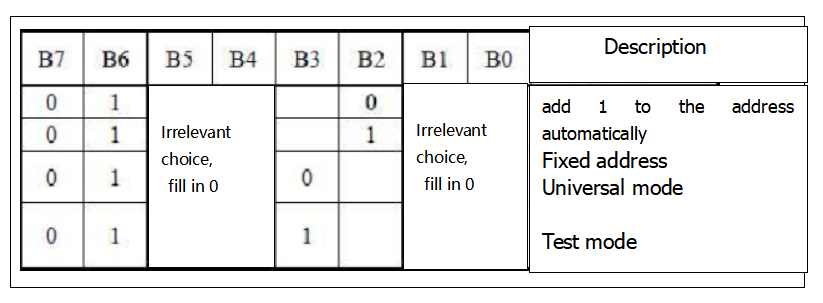 B7 B6 B5 B4 B3 B2 B1 B0 Description
0 1 0 add 1 to the address
0 1 1 automatically
Irrelevant choice, fill in 0
Irrelevant choice, fill in 0
Fixed address
0 1 0 Universal mode
0 1 1 Test mode